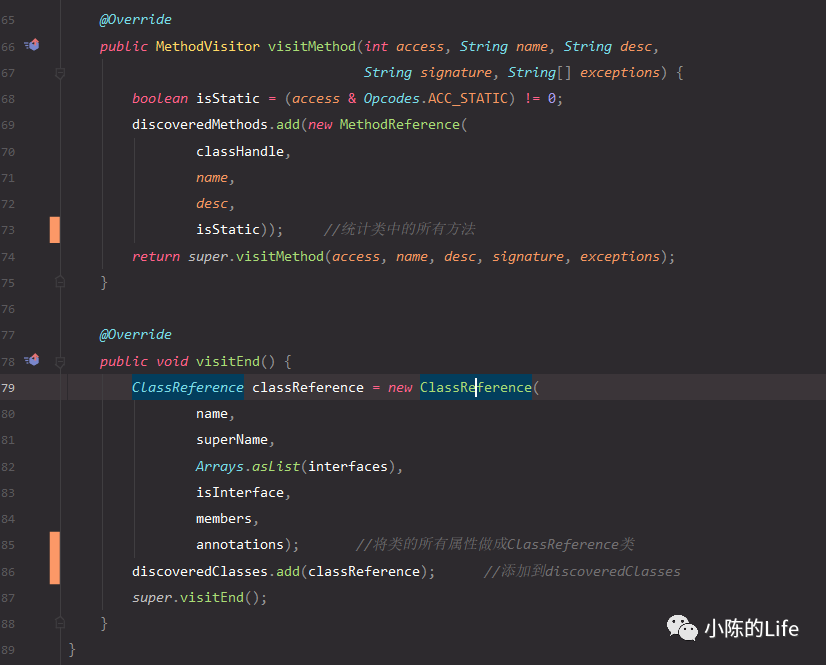 65 @Override
66 public MethodVisitor visitMethod(int access, String name, String desc,
67 String signature, String[] exceptions) {
68 boolean isStatic = (access & Opcodes.ACC_STATIC) != 0;
69 discoveredMethods.add(new MethodReference(
70 classHandle,
71 name,
72 desc,
73 isStatic)); //统计类中的所有方法
74 return super.visitMethod(access, name, desc, signature, exceptions);
75 }
76
77 @Override
78 public void visitEnd() {
79 ClassReference classReference = new ClassReference(
80 name,
81 superName,
82 Arrays.asList(interfaces),
83 isInterface,
84 members,
85 annotations); //将类的所有属性做成ClassReference类
86 discoveredClasses.add(classReference); //添加到discoveredClasses
87 super.visitEnd();
88 }
89 }
小陈的Life